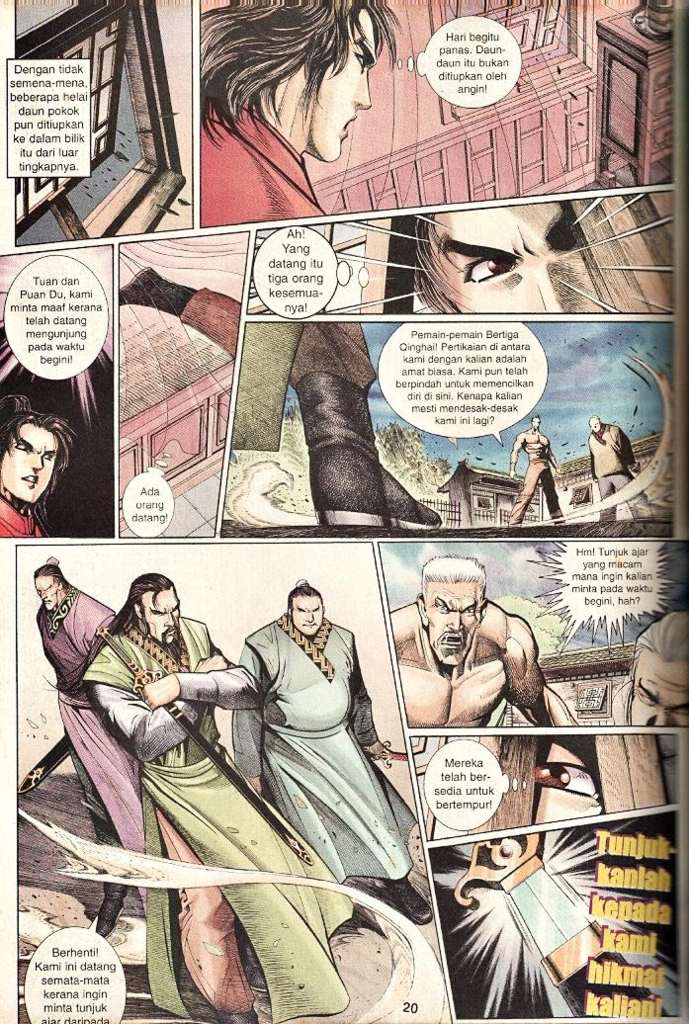 Dengan tidak
semena-mena,
beberapa helai
daun pokok
pun ditiupkan
ke dalam bilik
itu dari luar
tingkapnya.
Hari begitu
panas. Daun-
daun itu bukan
ditiupkan oleh
angin!
Ah!
Yang
datang itu
tiga orang
kesemua-
nya!
Tuan dan
Puan Du, kami
minta maaf kerana
telah datang
mengunjung
pada waktu
begini!
Ada
orang
datang!
Pemain-pemain Bertiga
Qinghai! Pertikaian di antara
kami dengan kalian adalah
amat biasa. Kami pun telah
berpindah untuk memencilkan
diri di sini. Kenapa kalian
mesti mendesak-desak
kami ini lagi?
Hm! Tunjuk ajar
yang macam
mana ingin kalian
minta pada waktu
begini, hah?
Mereka
telah ber-
sedia untuk
bertempur!
Berhenti!
Kami ini datang
semata-mata
kerana ingin
minta tunjuk
ajar daripada
Tunjuk-
kanlah
kepada
kami
hikmat
kalian!
20